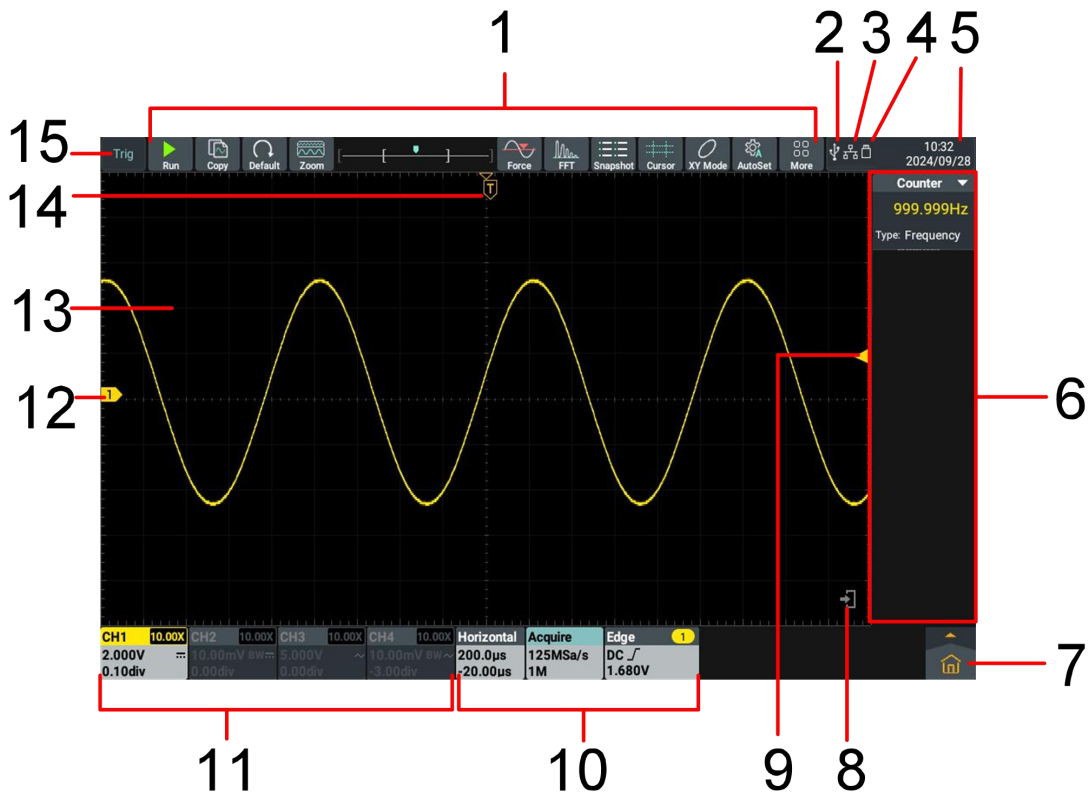 1 2 3 4 5
15 Trig Run Copy Default Zoom Force FFT Snapshot Cursor XY Mode AutoSet More 10:32
2024/09/28
14 T Counter
999.999Hz
Type: Frequency
13
9
12 1
6
CH1 10.00X CH2 10.00X CH3 10.00X CH4 10.00X Horizontal Acquire Edge 1
2.000V 10.00mV BW 5.000V 10.00mV BW 200.0µs 125MSa/s DC
0.10div 0.00div 0.00div -3.00div -20.00µs 1M 1.680V
7
11 10 9 8